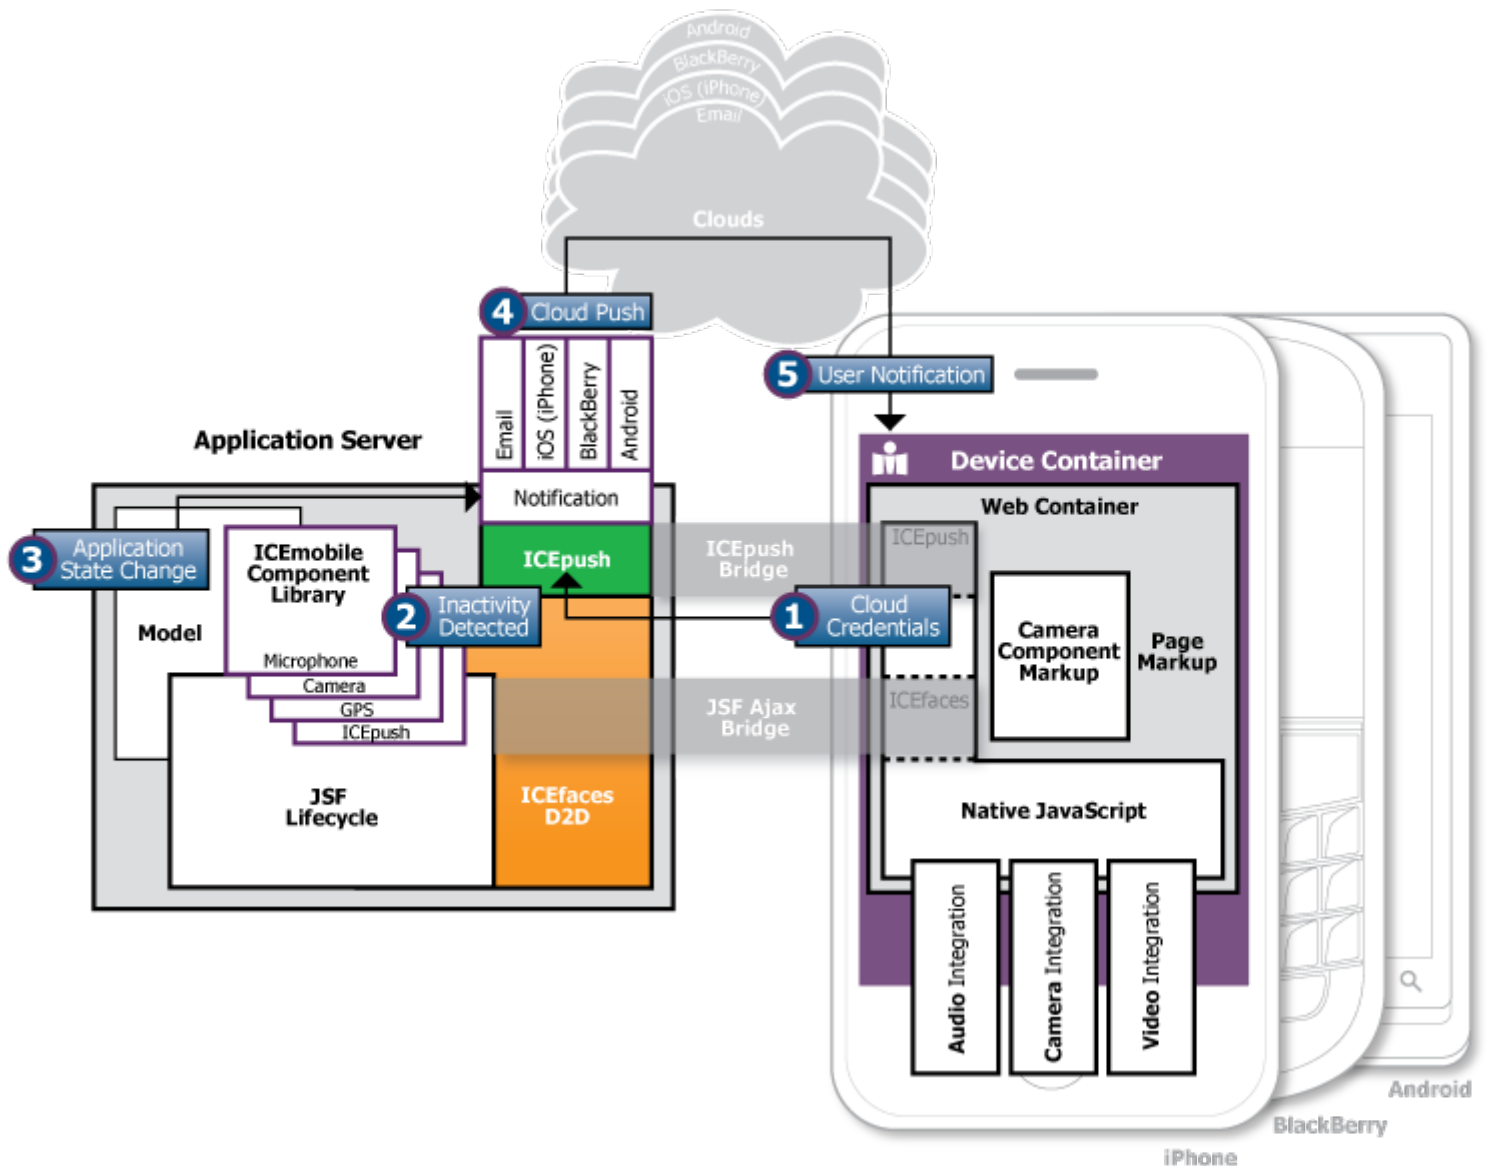 Android
BlackBerry
iOS (iPhone)
Email
Clouds
4 Cloud Push
Email
iOS (iPhone)
BlackBerry
Android
5 User Notification
Application Server
Notification
Device Container
Web Container
3 Application
State Change
ICEmobile
Component
Library
Microphone
Camera
GPS
ICEpush
Model
ICEpush
ICEpush
Bridge
ICEpush
2 Inactivity
Detected
1 Cloud
Credentials
Camera
Component
Markup
Page
Markup
JSF Ajax
Bridge
ICEfaces
JSF
Lifecycle
ICEfaces
D2D
Native JavaScript
Audio Integration
Camera Integration
Video Integration
Android
BlackBerry
iPhone